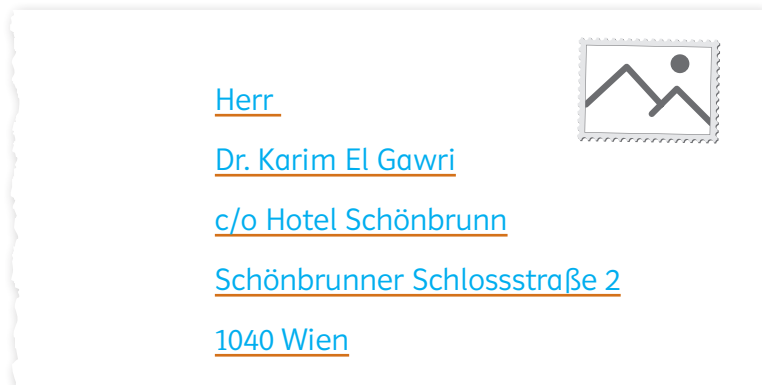 Herr
Dr. Karim El Gawri
c/o Hotel Schönbrunn
Schönbrunner Schlossstraße 2
1040 Wien